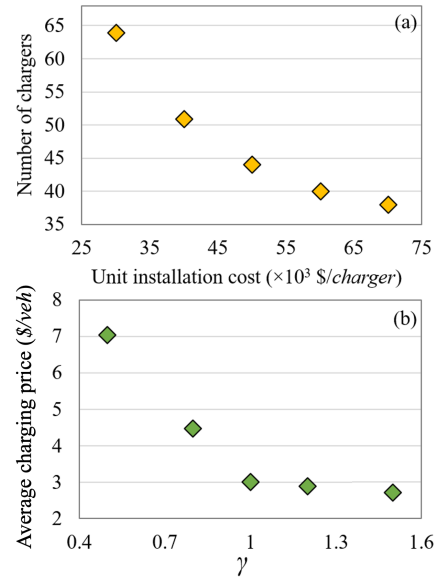 (a)
Number of chargers
65
60
55
50
45
40
35
25 35 45 55 65 75
Unit installation cost (×10³ $/charger)
(b)
Average charging price ($/veh)
8
7
6
5
4
3
2
0.4 0.7 1 1.3 1.6
γ